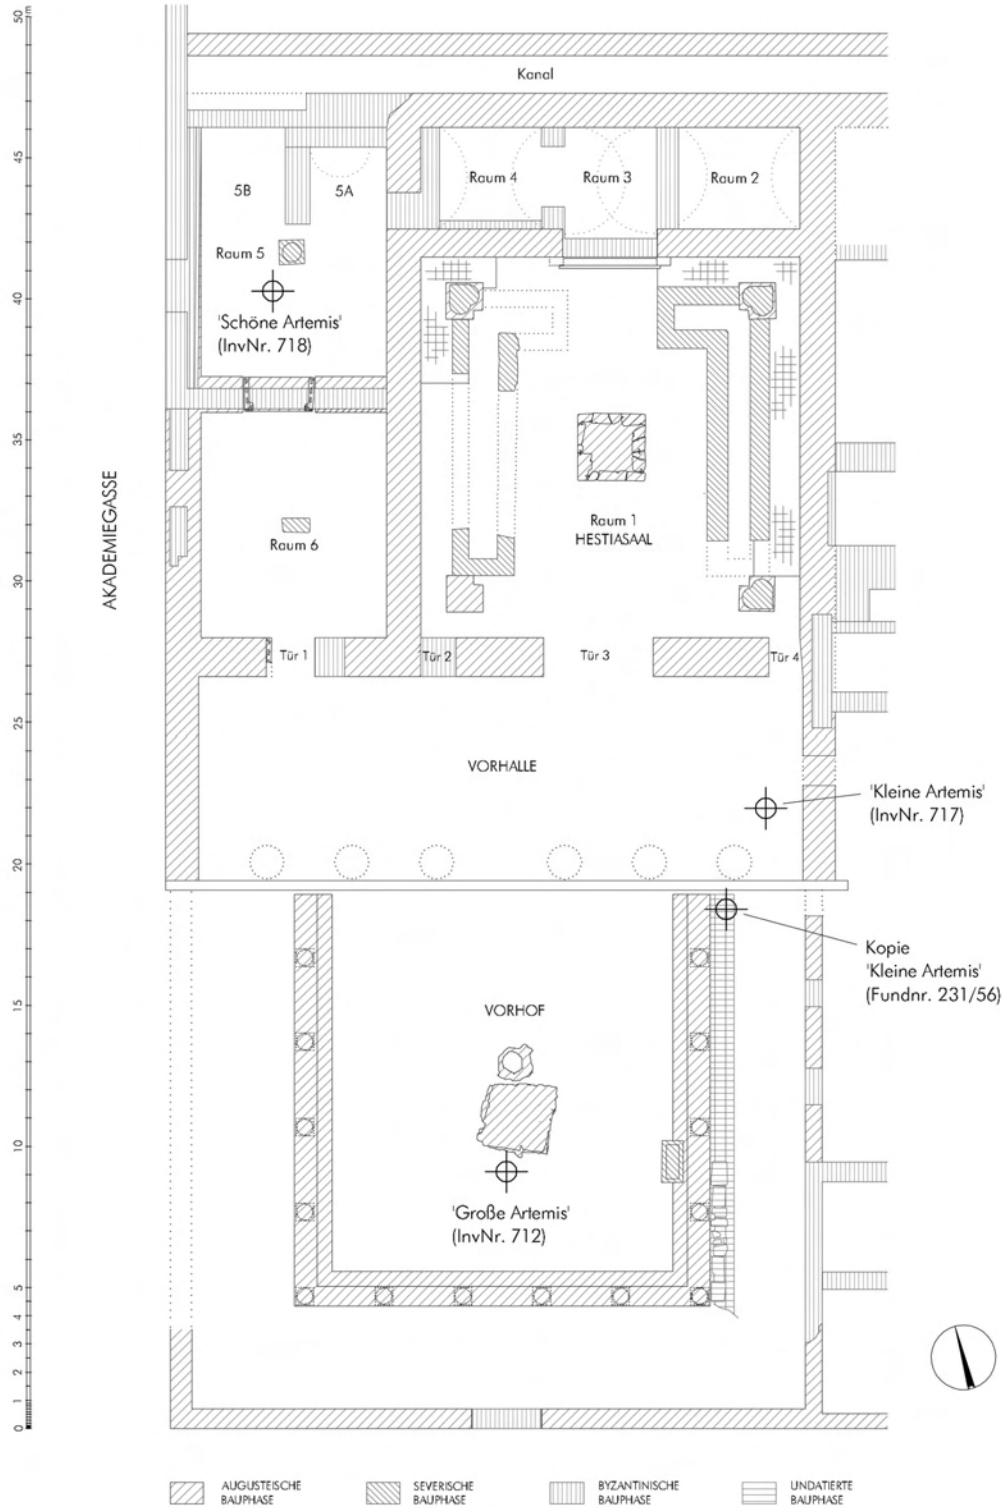 50 m
Kanal
45
Raum 4
Raum 3
Raum 2
5B
5A
Raum 5
40
'Schöne Artemis'
(InvNr. 718)
35
AKADEMIEGASSE
Raum 1
HESTIASAAL
Raum 6
30
Tür 1
Tür 2
Tür 3
Tür 4
25
VORHALLE
'Kleine Artemis'
(InvNr. 717)
20
Kopie
'Kleine Artemis'
(Fundnr. 231/56)
15
VORHOF
10
'Große Artemis'
(InvNr. 712)
5
4
3
2
1
0
AUGUSTEISCHE
BAUPHASE
SEVERISCHE
BAUPHASE
BYZANTINISCHE
BAUPHASE
UNDATIERTE
BAUPHASE